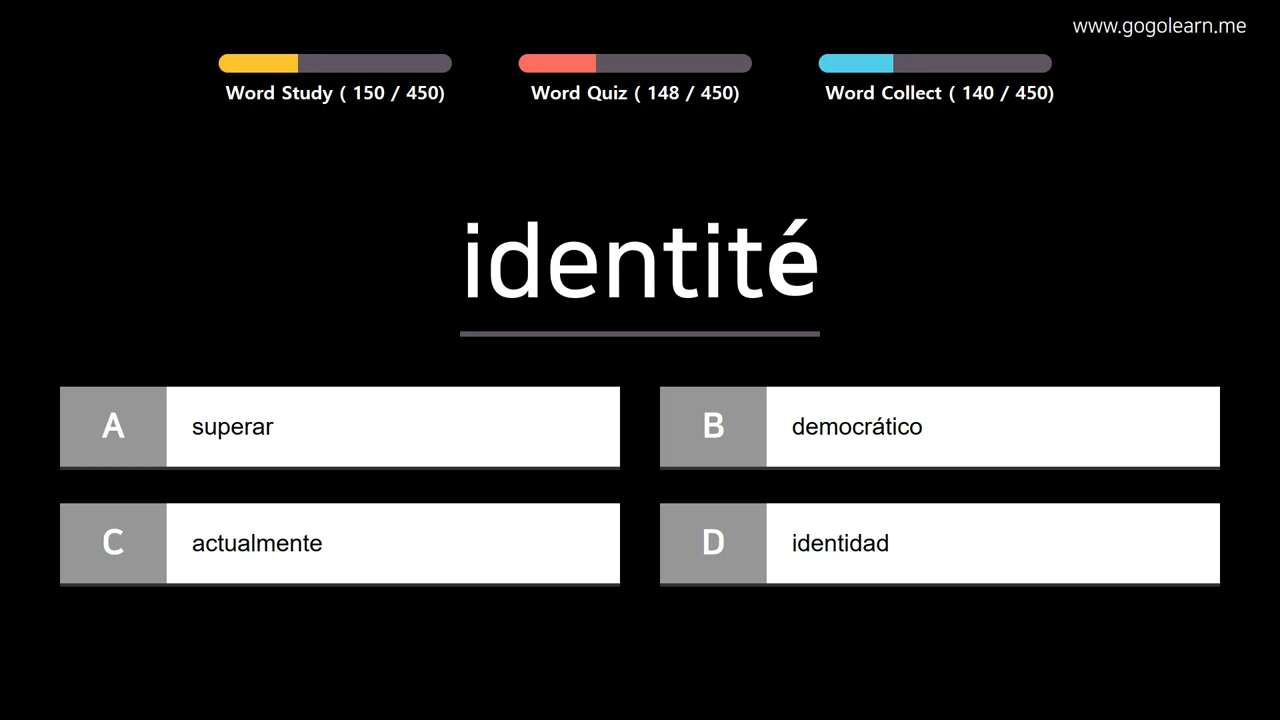 www.gogolearn.me
Word Study ( 150 / 450)
Word Quiz ( 148 / 450)
Word Collect ( 140 / 450)
identité
A superar
B democrático
C actualmente
D identidad